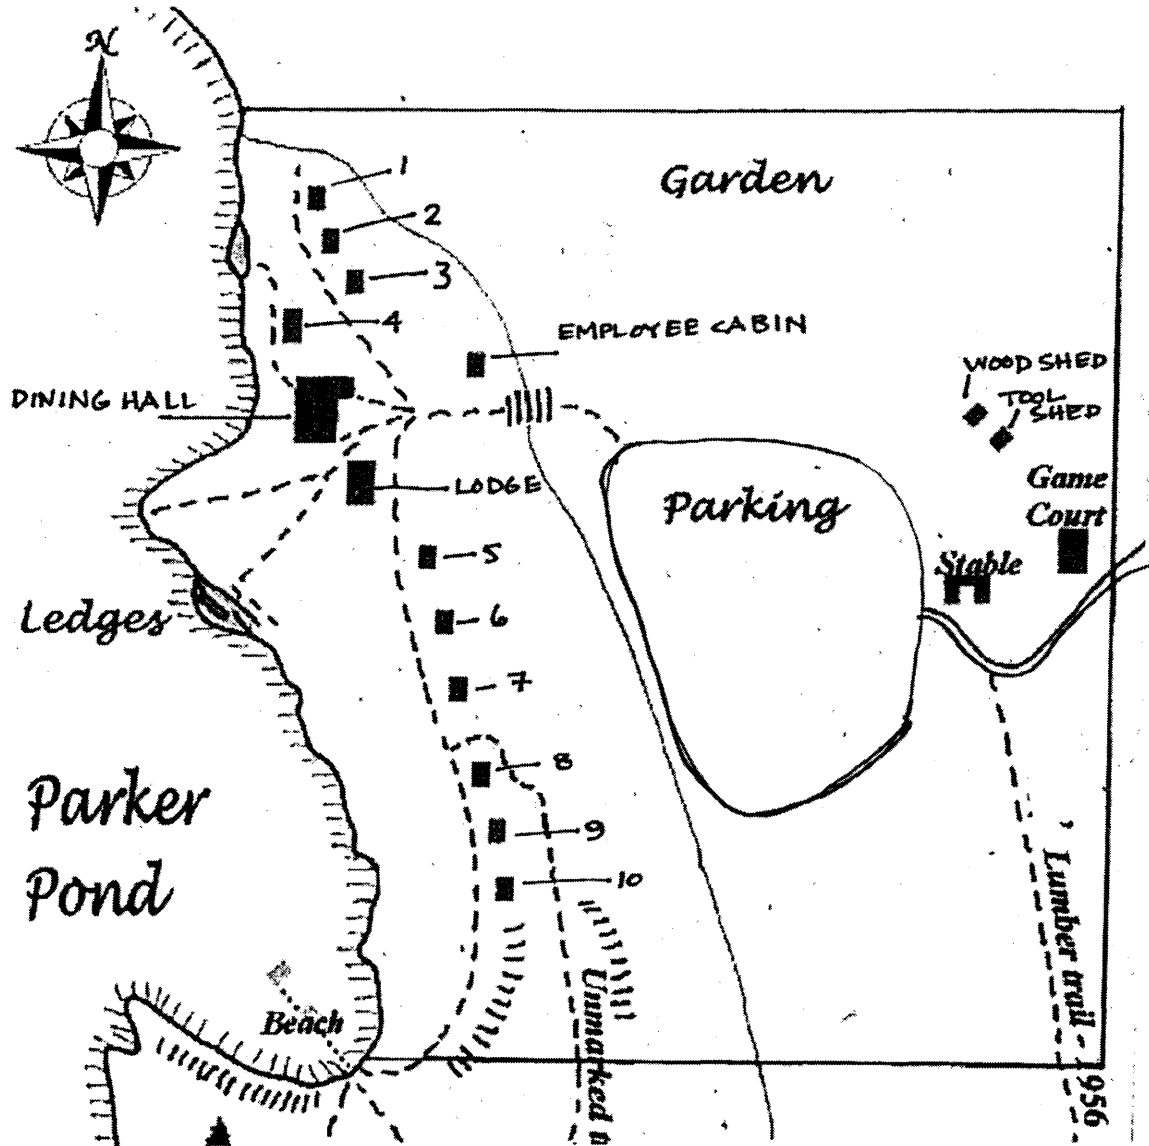 N
1
Garden
2
3
4
EMPLOYEE CABIN
WOOD SHED
DINING HALL
TOOL
SHED
Game
Court
LODGE
Parking
5
Stable
Ledges
6
7
8
Parker
Pond
9
10
Lumber trail - 1956
Unmarked
Beach